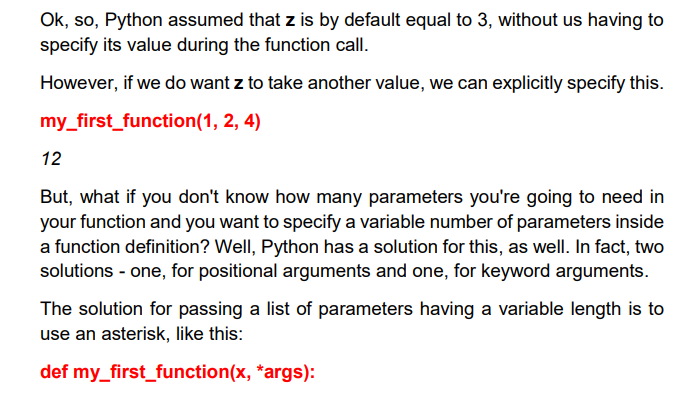 Ok, so, Python assumed that z is by default equal to 3, without us having to
specify its value during the function call.
However, if we do want z to take another value, we can explicitly specify this.
my_first_function(1, 2, 4)
12
But, what if you don't know how many parameters you're going to need in
your function and you want to specify a variable number of parameters inside
a function definition? Well, Python has a solution for this, as well. In fact, two
solutions - one, for positional arguments and one, for keyword arguments.
The solution for passing a list of parameters having a variable length is to
use an asterisk, like this:
def my_first_function(x, *args):